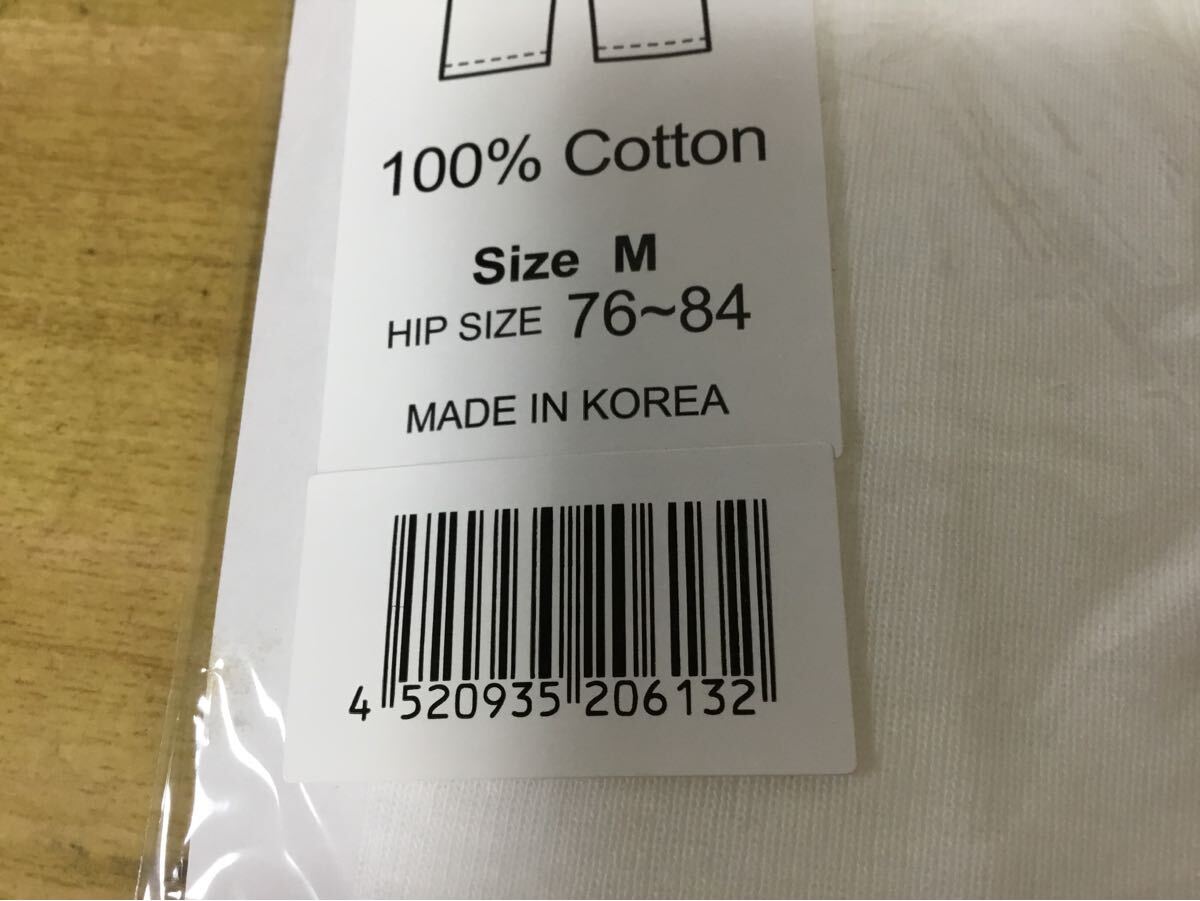 100% Cotton
Size M
HIP SIZE 76~84
MADE IN KOREA
4 520935 206132